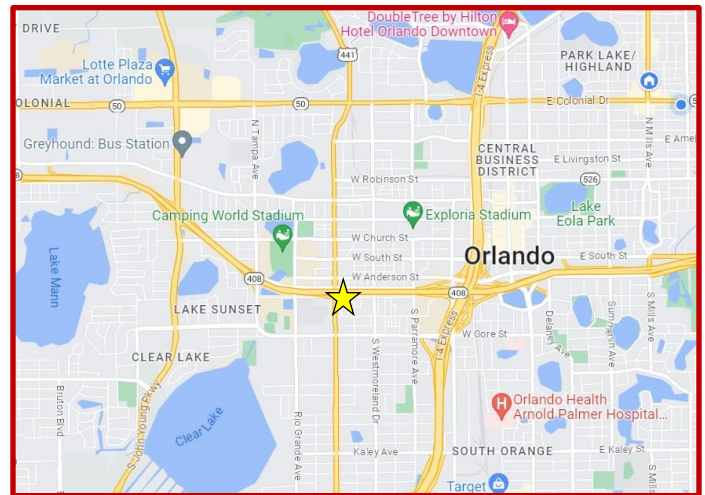 DRIVE
DoubleTree by Hilton
Hotel Orlando Downtown
Lotte Plaza
Market at Orlando
441
I-4 Express
PARK LAKE/
HIGHLAND
OLONIAL
50
50
E Colonial Dr
N Tampa Ave
N Mills Ave
Greyhound: Bus Station
E Amel
CENTRAL
BUSINESS
DISTRICT
E Livingston St
W Robinson St
526
Camping World Stadium
Exploria Stadium
Lake
Eola Park
W Church St
Orlando
W South St
E South St
Lake Mann
W Anderson St
408
408
LAKE SUNSET
S Parramore Ave
I-4 Express
W Gore St
Delaney Ave
Summerlin Ave
S Mills Ave
CLEAR LAKE
S Westmoreland Dr
Bruton Blvd
S John Young Pkwy
Clear Lake
Rio Grande Ave
Orlando Health
Arnold Palmer Hospital...
Kaley Ave
SOUTH ORANGE
E Kaley St
Target